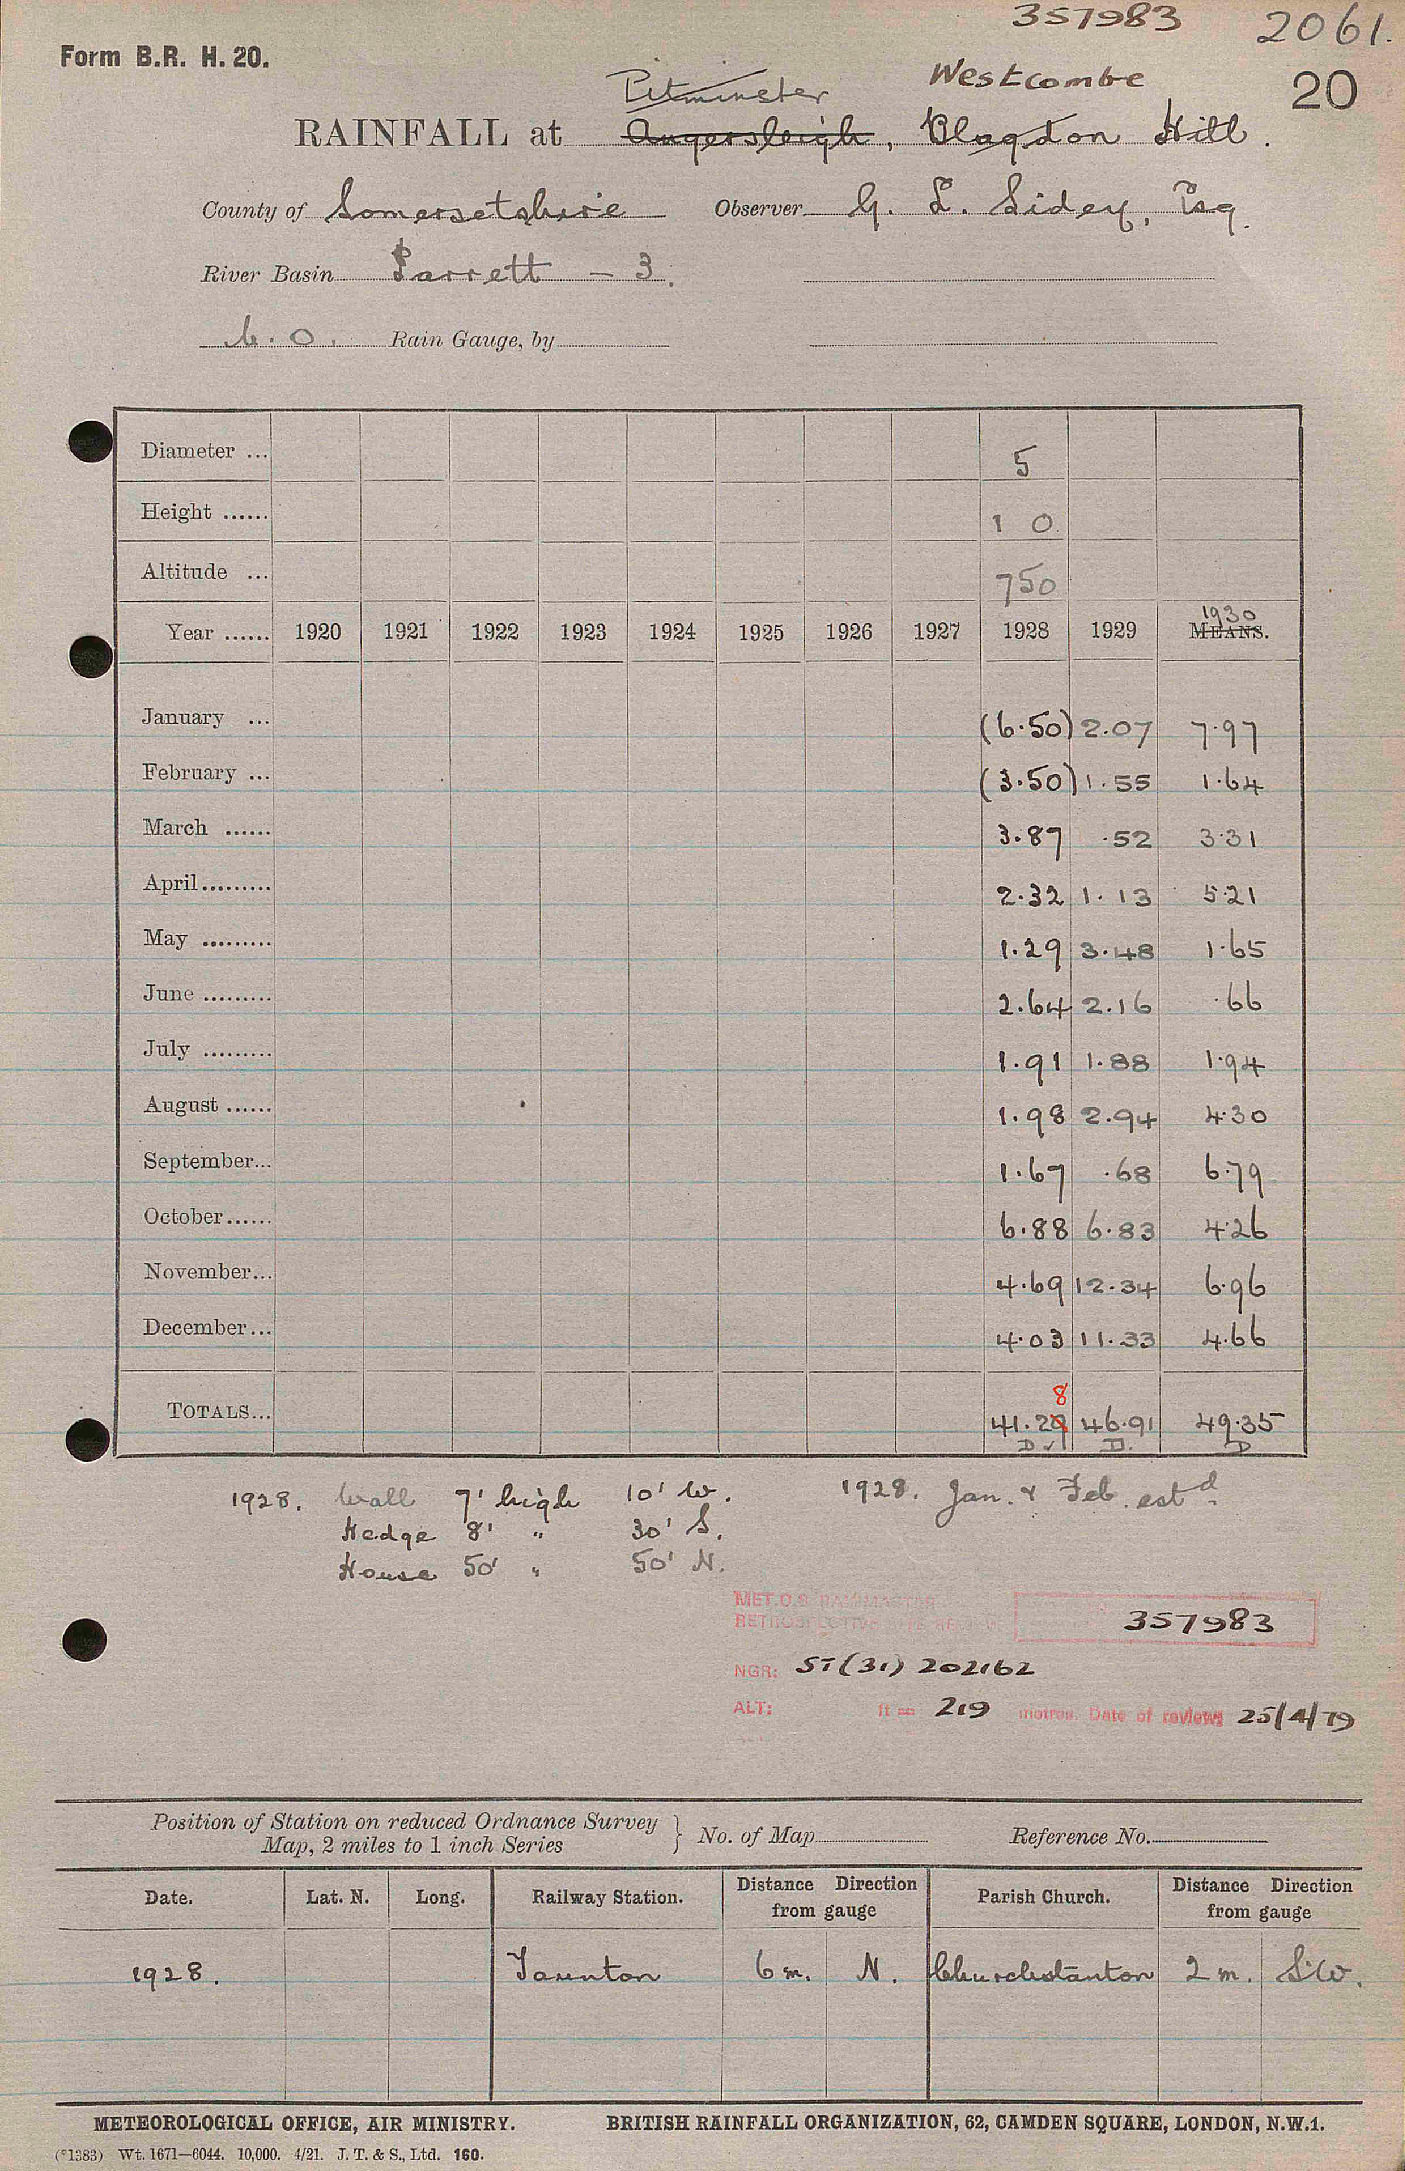 357983 2061.
Form B.R. H. 20.
20
Pitminster Westcombe
RAINFALL at Angersleigh, Blagdon Hill.
County of Somersetshire Observer G. L. Sidey, Esq.
River Basin Parrett - 3.
b. o. Rain Gauge, by
Diameter ... 5
Height ...... 1 0
Altitude ... 750
1930
Year ...... 1920 1921 1922 1923 1924 1925 1926 1927 1928 1929 MEANS.
January ... (6.50) 2.07 7.97
February ... (3.50) 1.55 1.64
March ...... 3.87 .52 3.31
April......... 2.32 1.13 5.21
May ......... 1.29 3.48 1.65
June ......... 2.64 2.16 .66
July ......... 1.91 1.88 1.94
August ...... 1.98 2.94 4.30
September... 1.67 .68 6.79
October...... 6.88 6.83 4.26
November... 4.69 12.34 6.96
December... 4.03 11.33 4.66
8
TOTALS... 41.29 46.91 49.35
D √ D. D
1928. Wall 7' high 10' W. 1928. Jan. & Feb. estd.
Hedge 8' " 30' S.
House 50' " 50' N.
MET.O.8 RAINMASTER
RETROSPECTIVE 357983
NGR: ST(31) 202162
ALT: ft = 219 metres. Date of review: 25/4/79
Position of Station on reduced Ordnance Survey
Map, 2 miles to 1 inch Series } No. of Map Reference No.
Date. Lat. N. Long. Railway Station. Distance Direction from gauge Parish Church. Distance Direction from gauge
1928. Taunton 6 m. N. Churchstanton 2 m. S.W.
METEOROLOGICAL OFFICE, AIR MINISTRY. BRITISH RAINFALL ORGANIZATION, 62, CAMDEN SQUARE, LONDON, N.W.1.
(*1383) Wt. 1671—6044. 10,000. 4/21. J. T. & S., Ltd. 160.